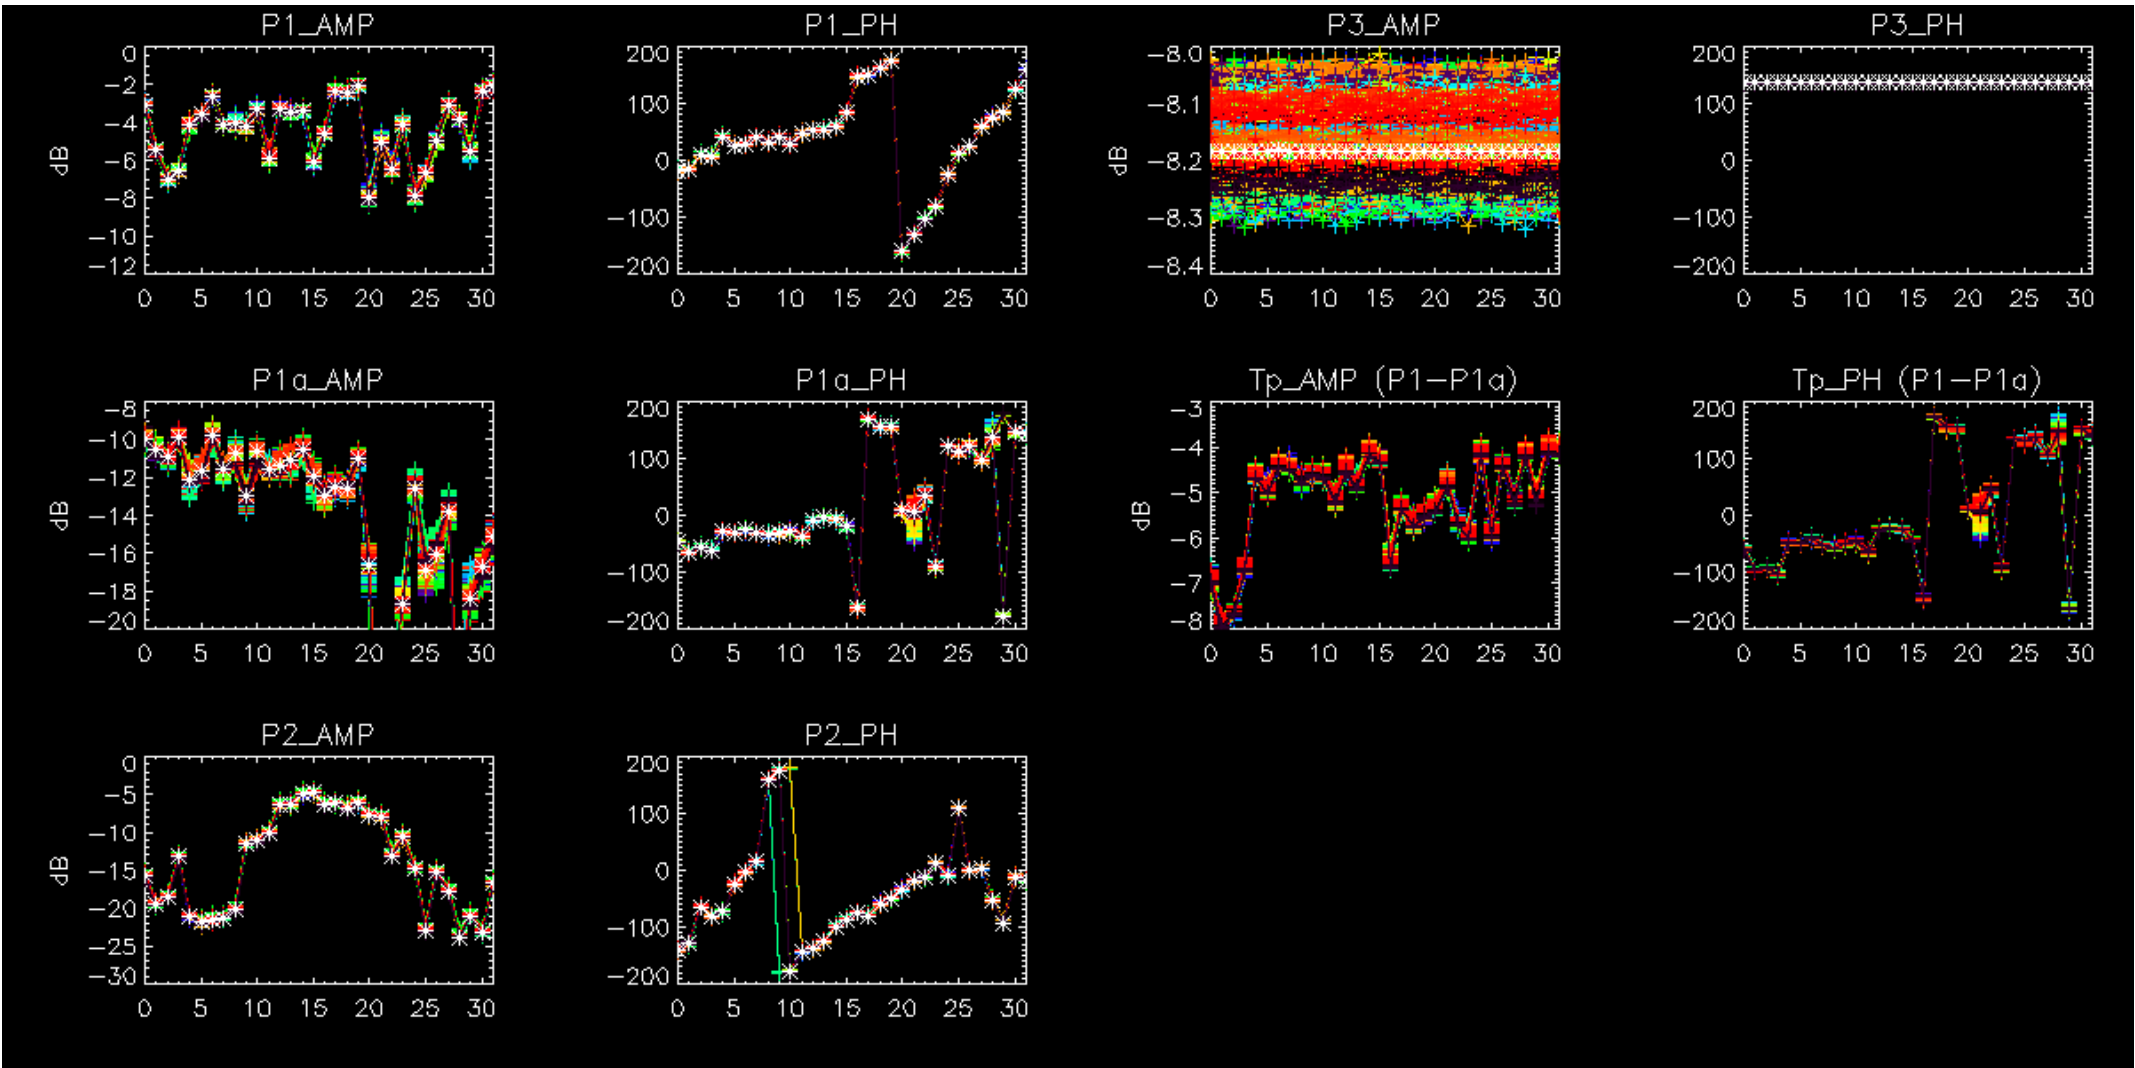 P1_AMP
dB
0
−2
−4
−6
−8
−10
−12
0 5 10 15 20 25 30
P1_PH
200
100
0
−100
−200
0 5 10 15 20 25 30
P3_AMP
dB
−8.0
−8.1
−8.2
−8.3
−8.4
0 5 10 15 20 25 30
P3_PH
200
100
0
−100
−200
0 5 10 15 20 25 30
P1a_AMP
dB
−8
−10
−12
−14
−16
−18
−20
0 5 10 15 20 25 30
P1a_PH
200
100
0
−100
−200
0 5 10 15 20 25 30
Tp_AMP (P1−P1a)
dB
−3
−4
−5
−6
−7
−8
0 5 10 15 20 25 30
Tp_PH (P1−P1a)
200
100
0
−100
−200
0 5 10 15 20 25 30
P2_AMP
dB
0
−5
−10
−15
−20
−25
−30
0 5 10 15 20 25 30
P2_PH
200
100
0
−100
−200
0 5 10 15 20 25 30